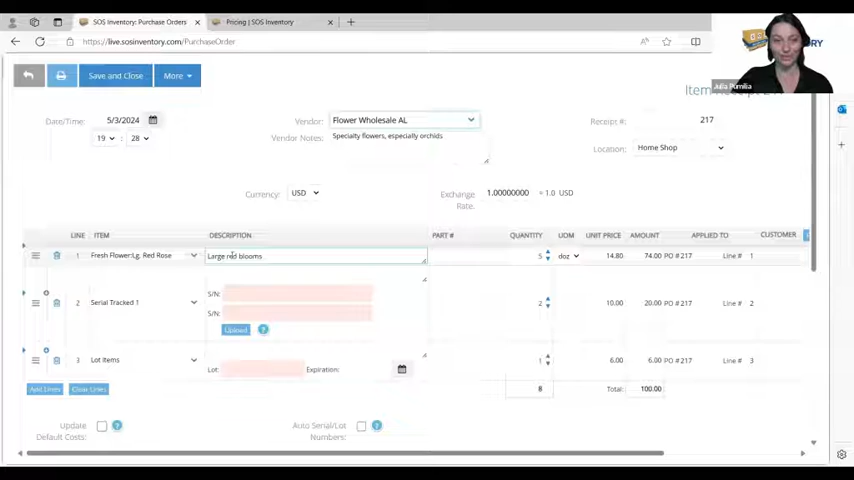 SOS Inventory: Purchase Orders
Pricing | SOS Inventory
https://live.sosinventory.com/PurchaseOrder
Julia Pumilia
Save and Close
More
Date/Time:
5/3/2024
Vendor:
Flower Wholesale AL
Receipt #:
217
19
:
28
Vendor Notes:
Specialty flowers, especially orchids
Location:
Home Shop
Currency:
USD
Exchange Rate:
1.00000000
= 1.0 USD
LINE ITEM DESCRIPTION PART # QUANTITY UOM UNIT PRICE AMOUNT APPLIED TO CUSTOMER
1 Fresh Flower:Lg. Red Rose Large red blooms 5 doz 14.80 74.00 PO #217 Line # 1
2 Serial Tracked 1 S/N: 2 10.00 20.00 PO #217 Line # 2
S/N:
Upload ?
3 Lot Items 1 6.00 6.00 PO #217 Line # 3
Lot: Expiration:
Add Lines Clear Lines 8 Total: 100.00
Update Default Costs: ?
Auto Serial/Lot Numbers: ?